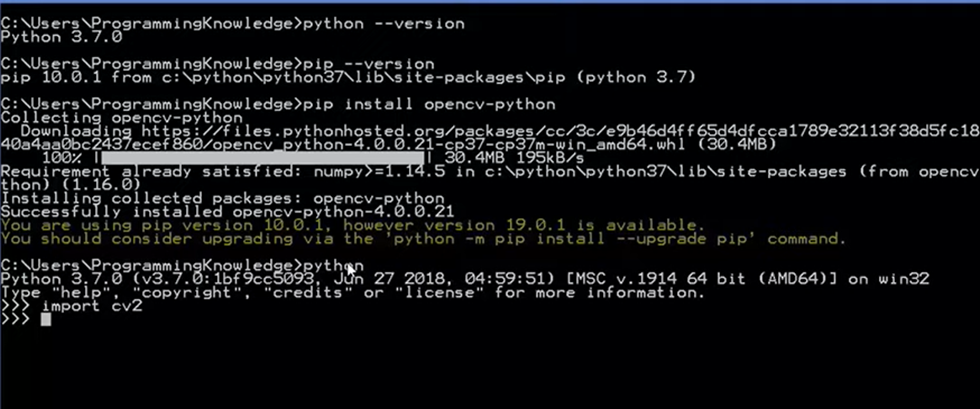 C:\Users\ProgrammingKnowledge>python --version
Python 3.7.0
C:\Users\ProgrammingKnowledge>pip --version
pip 10.0.1 from c:\python\python37\lib\site-packages\pip (python 3.7)
C:\Users\ProgrammingKnowledge>pip install opencv-python
Collecting opencv-python
  Downloading https://files.pythonhosted.org/packages/cc/3c/e9b46d4ff65d4dfcca1789e32113f38d5fc18
40a4aa0bc2437ecef860/opencv_python-4.0.0.21-cp37-cp37m-win_amd64.whl (30.4MB)
    100% || 30.4MB 195kB/s
Requirement already satisfied: numpy>=1.14.5 in c:\python\python37\lib\site-packages (from opencv
thon) (1.16.0)
Installing collected packages: opencv-python
Successfully installed opencv-python-4.0.0.21
You are using pip version 10.0.1, however version 19.0.1 is available.
You should consider upgrading via the 'python -m pip install --upgrade pip' command.
C:\Users\ProgrammingKnowledge>python
Python 3.7.0 (v3.7.0:1bf9cc5093, Jun 27 2018, 04:59:51) [MSC v.1914 64 bit (AMD64)] on win32
Type "help", "copyright", "credits" or "license" for more information.
>>> import cv2
>>>